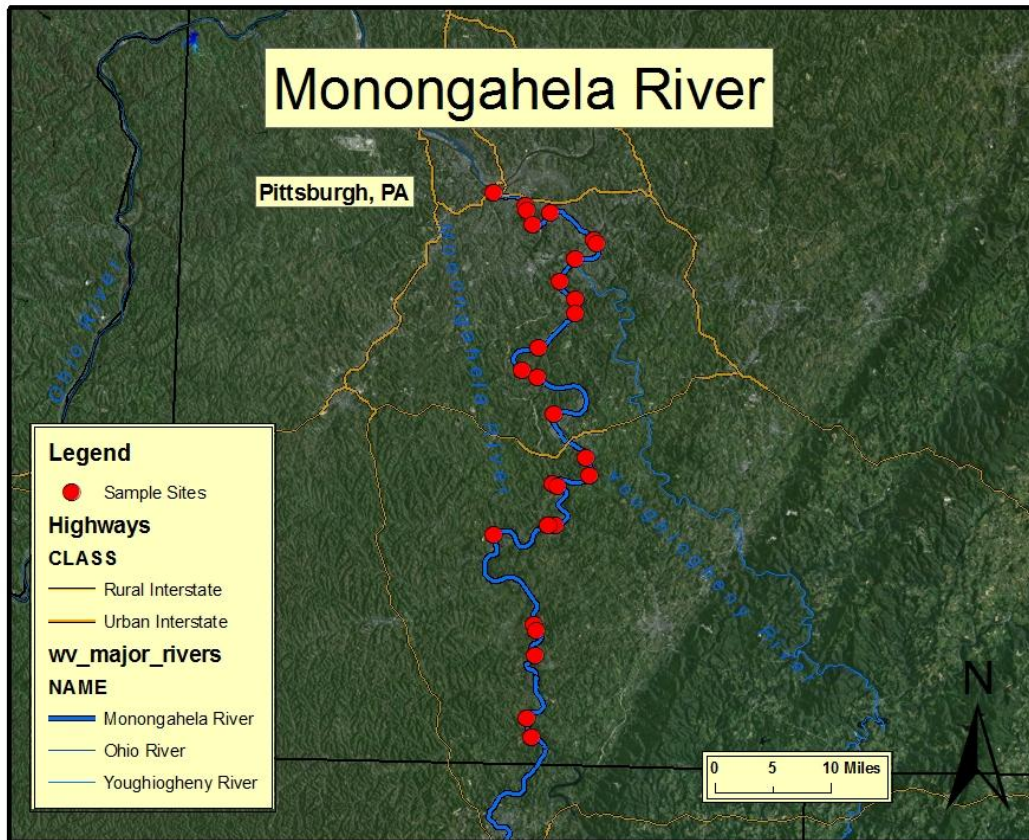 Monongahela River
Pittsburgh, PA
Ohio River
Monongahela River
Youghiogheny River
Legend
Sample Sites
Highways
CLASS
Rural Interstate
Urban Interstate
wv_major_rivers
NAME
Monongahela River
Ohio River
Youghiogheny River
N
0 5 10 Miles